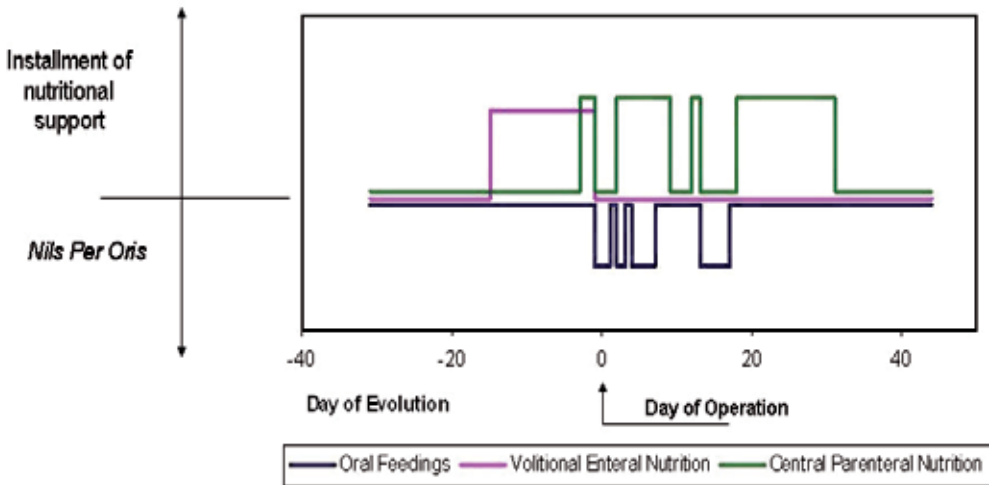 Installment of
nutritional
support
Nils Per Oris
-40 -20 0 20 40
Day of Evolution
Day of Operation
Oral Feedings Volitional Enteral Nutrition Central Parenteral Nutrition